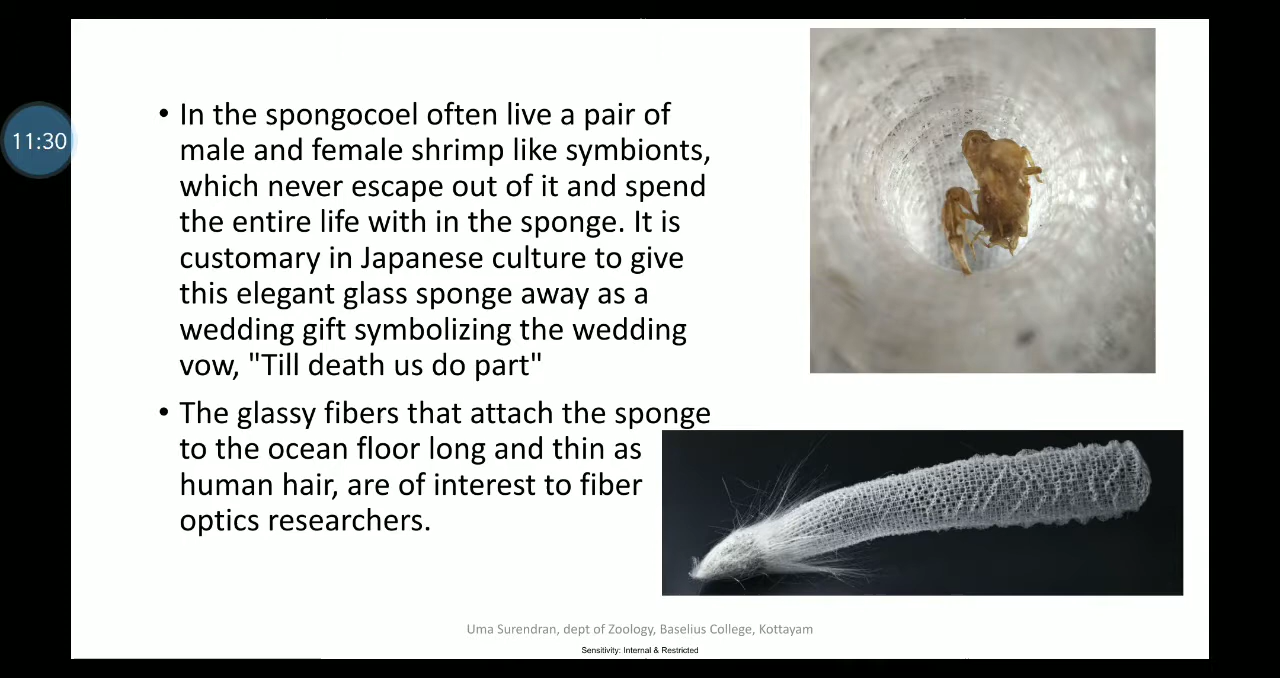 11:30
• In the spongocoel often live a pair of
male and female shrimp like symbionts,
which never escape out of it and spend
the entire life with in the sponge. It is
customary in Japanese culture to give
this elegant glass sponge away as a
wedding gift symbolizing the wedding
vow, "Till death us do part"
• The glassy fibers that attach the sponge
to the ocean floor long and thin as
human hair, are of interest to fiber
optics researchers.
Uma Surendran, dept of Zoology, Baselius College, Kottayam
Sensitivity: Internal & Restricted